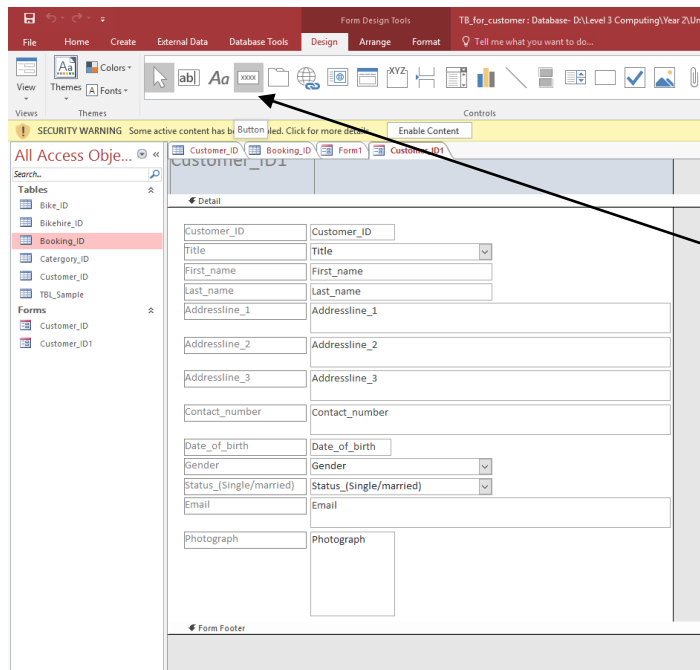 Form Design Tools TB_for_customer : Database- D:\Level 3 Computing\Year 2\Un
File Home Create External Data Database Tools Design Arrange Format Tell me what you want to do...
View Themes Colors Fonts ab| Aa xxxx XYZ
Views Themes Controls
SECURITY WARNING Some active content has Button Click for more details. Enable Content
All Access Obje... « Customer_ID Booking_ID Form1 Customer_ID1
Search...
Customer_ID1
Tables
Bike_ID
Bikehire_ID
Booking_ID
Catergory_ID
Customer_ID
TBL_Sample
Forms
Customer_ID
Customer_ID1
Detail
Customer_ID Customer_ID
Title Title
First_name First_name
Last_name Last_name
Addressline_1 Addressline_1
Addressline_2 Addressline_2
Addressline_3 Addressline_3
Contact_number Contact_number
Date_of_birth Date_of_birth
Gender Gender
Status_(Single/married) Status_(Single/married)
Email Email
Photograph Photograph
Form Footer